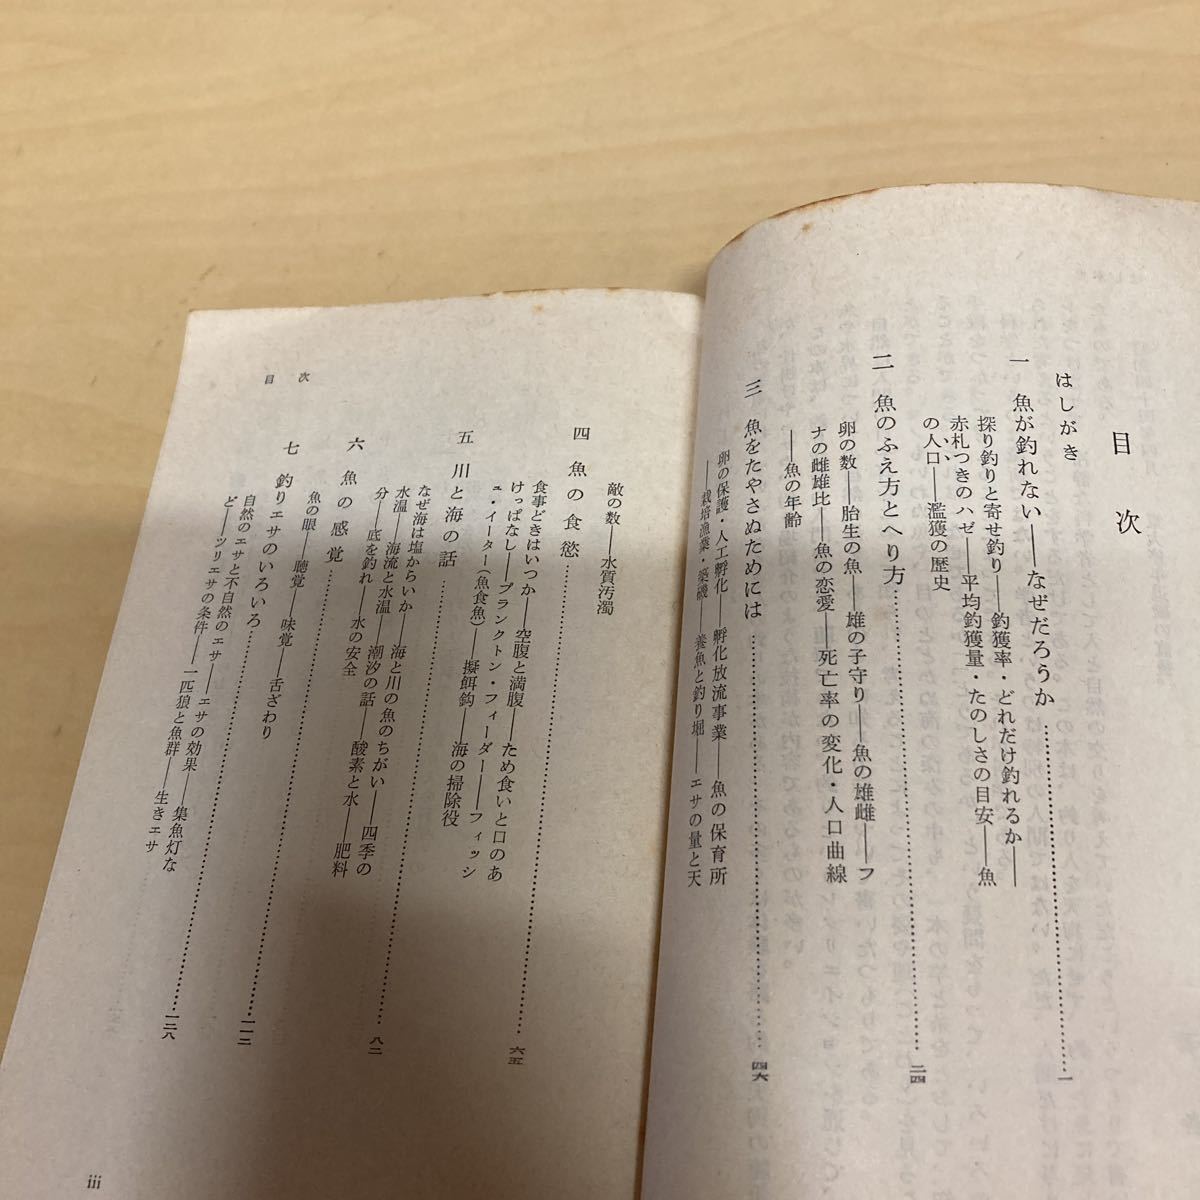 目次
はしがき
一 魚が釣れない——なぜだろうか……一
探り釣りと寄せ釣り——釣獲率・どれだけ釣れるか——
赤札つきのハゼ——平均釣獲量・たのしさの目安——魚
の人口——濫獲の歴史
二 魚のふえ方とへり方……二四
卵の数——胎生の魚——雄の子守り——魚の雄雌——フ
ナの雌雄比——魚の恋愛——死亡率の変化・人口曲線
——魚の年齢
三 魚をたやさぬためには……四六
卵の保護・人工孵化——孵化放流事業——魚の保育所
——栽培漁業・築磯——養魚と釣り堀——エサの量と天
敵の数——水質汚濁
四 魚の食慾……六五
食事どきはいつか——空腹と満腹——ため食いと口のあ
けっぱなし——プランクトン・フィーダー——フィッシ
ュ・イーター(魚食魚)——擬餌鈎——海の掃除役
五 川と海の話……八二
なぜ海は塩からいか——海と川の魚のちがい——四季の
水温——海流と水温——潮汐の話——酸素と水——肥料
分——底を釣れ——水の安全
六 魚の感覚……一一三
魚の眼——聴覚——味覚——舌ざわり
七 釣りエサのいろいろ……一二八
自然のエサと不自然のエサ——エサの効果——集魚灯な
ど——ツリエサの条件——一匹狼と魚群——生きエサ
目次
iii